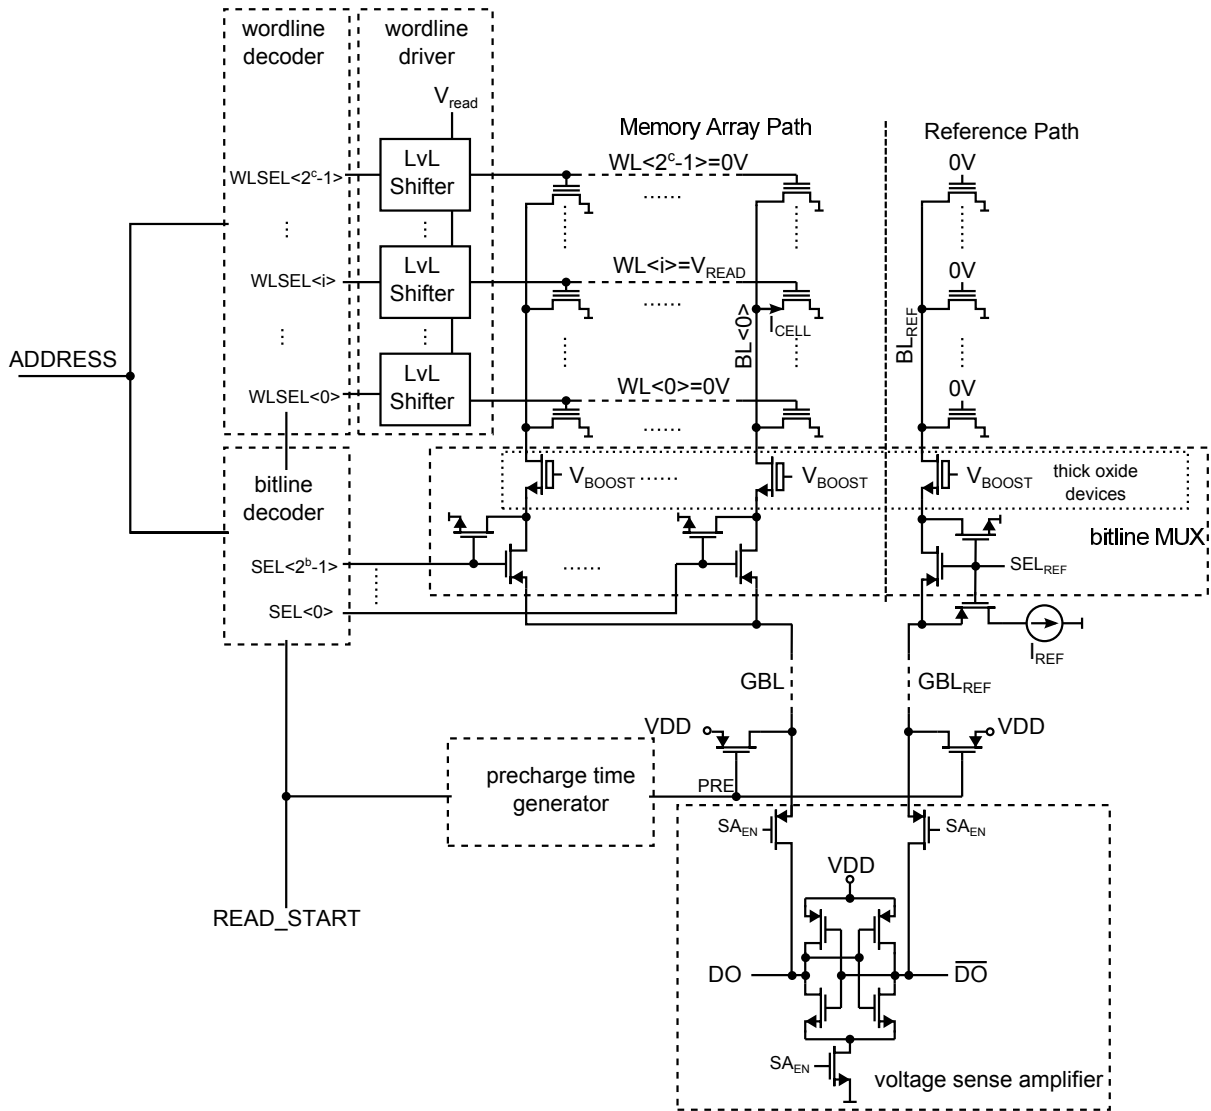 wordline
decoder
wordline
driver
V_read
Memory Array Path
Reference Path
WLSEL<2^c-1>
LvL
Shifter
WL<2^c-1>=0V
0V
WLSEL<i>
LvL
Shifter
WL<i>=V_READ
0V
I_CELL
BL<0>
BL_REF
ADDRESS
WLSEL<0>
LvL
Shifter
WL<0>=0V
0V
bitline
decoder
V_BOOST
V_BOOST
V_BOOST
thick oxide
devices
bitline MUX
SEL<2^b-1>
SEL_REF
SEL<0>
I_REF
GBL
GBL_REF
VDD
VDD
precharge time
generator
PRE
SA_EN
SA_EN
VDD
READ_START
DO
D̅O̅
SA_EN
voltage sense amplifier